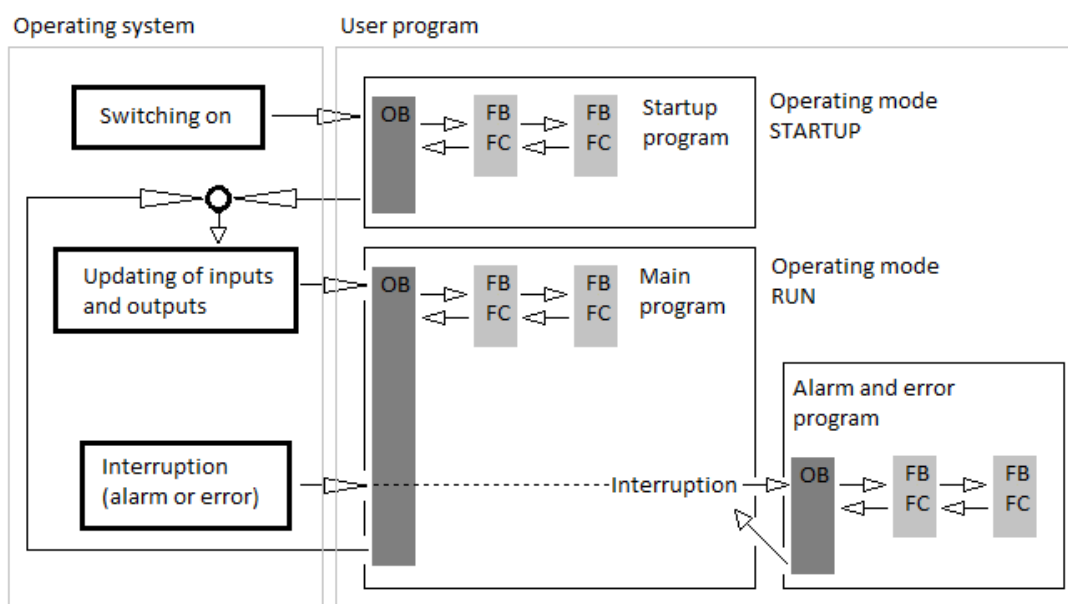 Operating system
User program
Switching on
OB
FB
FC
FB
FC
Startup
program
Operating mode
STARTUP
Updating of inputs
and outputs
OB
FB
FC
FB
FC
Main
program
Operating mode
RUN
Alarm and error
program
Interruption
(alarm or error)
Interruption
OB
FB
FC
FB
FC